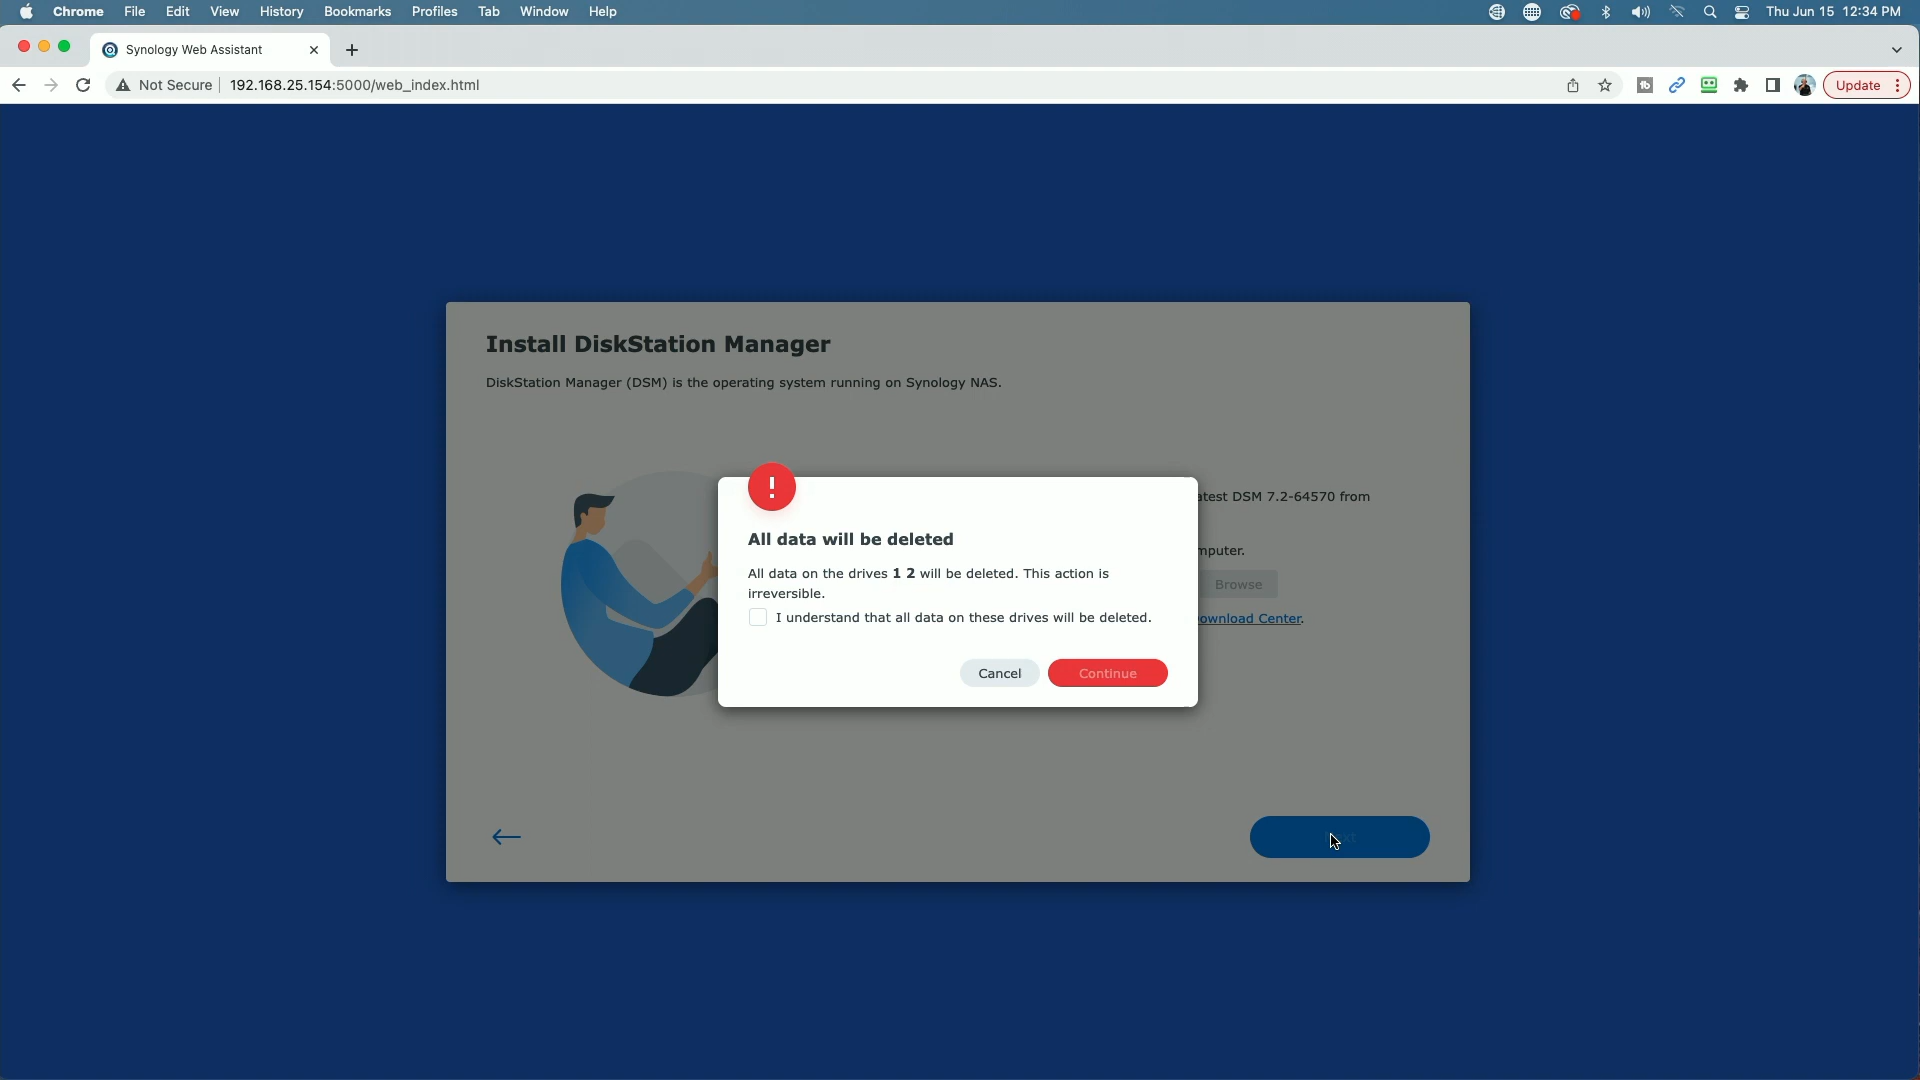 Chrome File Edit View History Bookmarks Profiles Tab Window Help Thu Jun 15 12:34 PM
Synology Web Assistant
Not Secure 192.168.25.154:5000/web_index.html Update
Install DiskStation Manager
DiskStation Manager (DSM) is the operating system running on Synology NAS.
atest DSM 7.2-64570 from
!
All data will be deleted
mputer.
All data on the drives 1 2 will be deleted. This action is
irreversible.
Browse
I understand that all data on these drives will be deleted.
ownload Center.
Cancel Continue